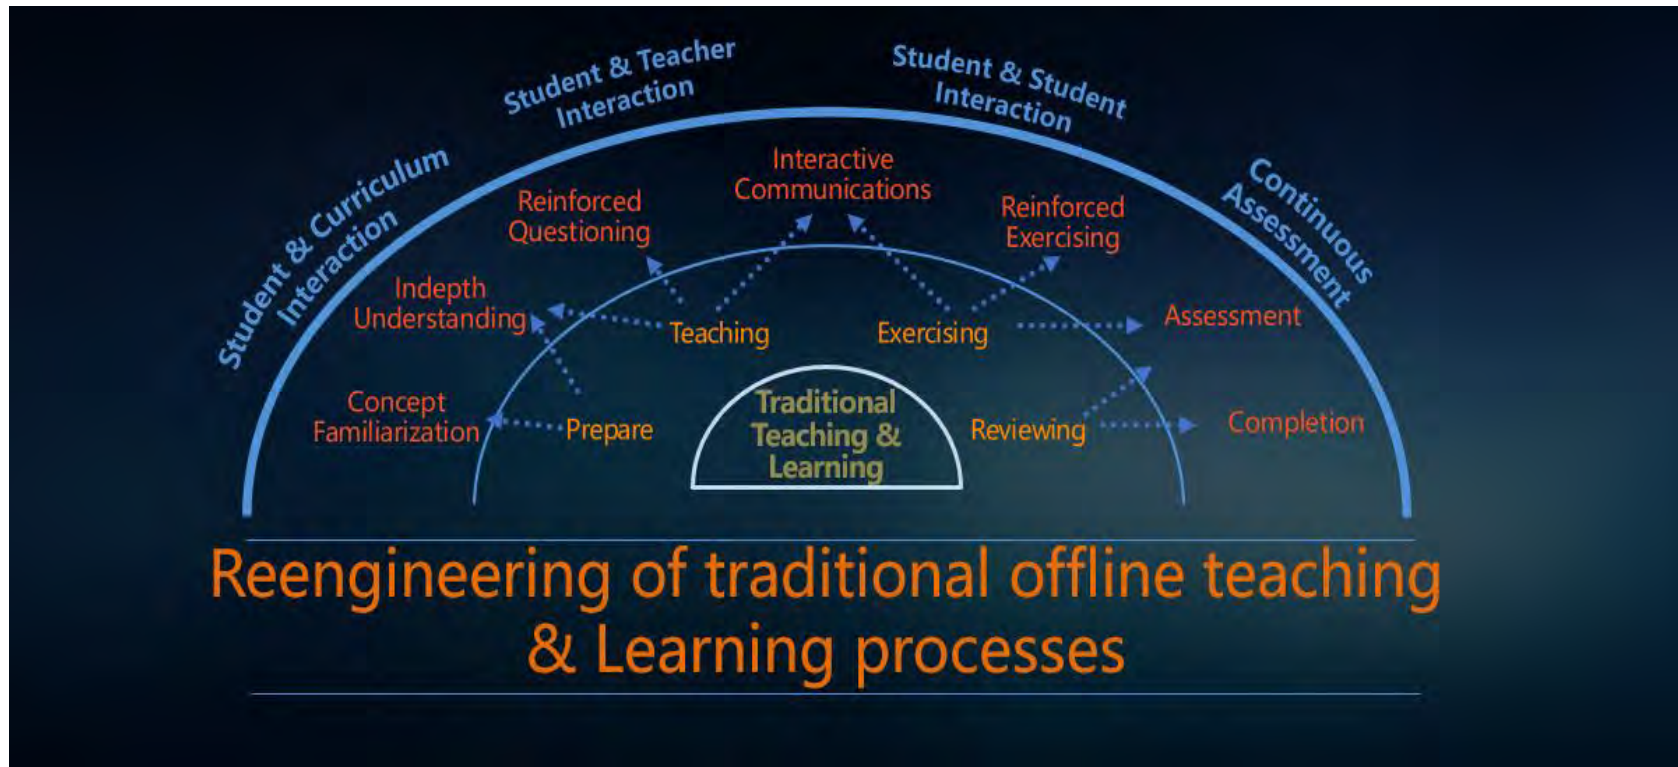 Student & Teacher
Interaction
Student & Student
Interaction
Student & Curriculum
Interaction
Continuous
Assessment
Interactive
Communications
Reinforced
Questioning
Reinforced
Exercising
Indepth
Understanding
Teaching
Exercising
Assessment
Concept
Familiarization
Prepare
Traditional
Teaching &
Learning
Reviewing
Completion
Reengineering of traditional offline teaching
& Learning processes